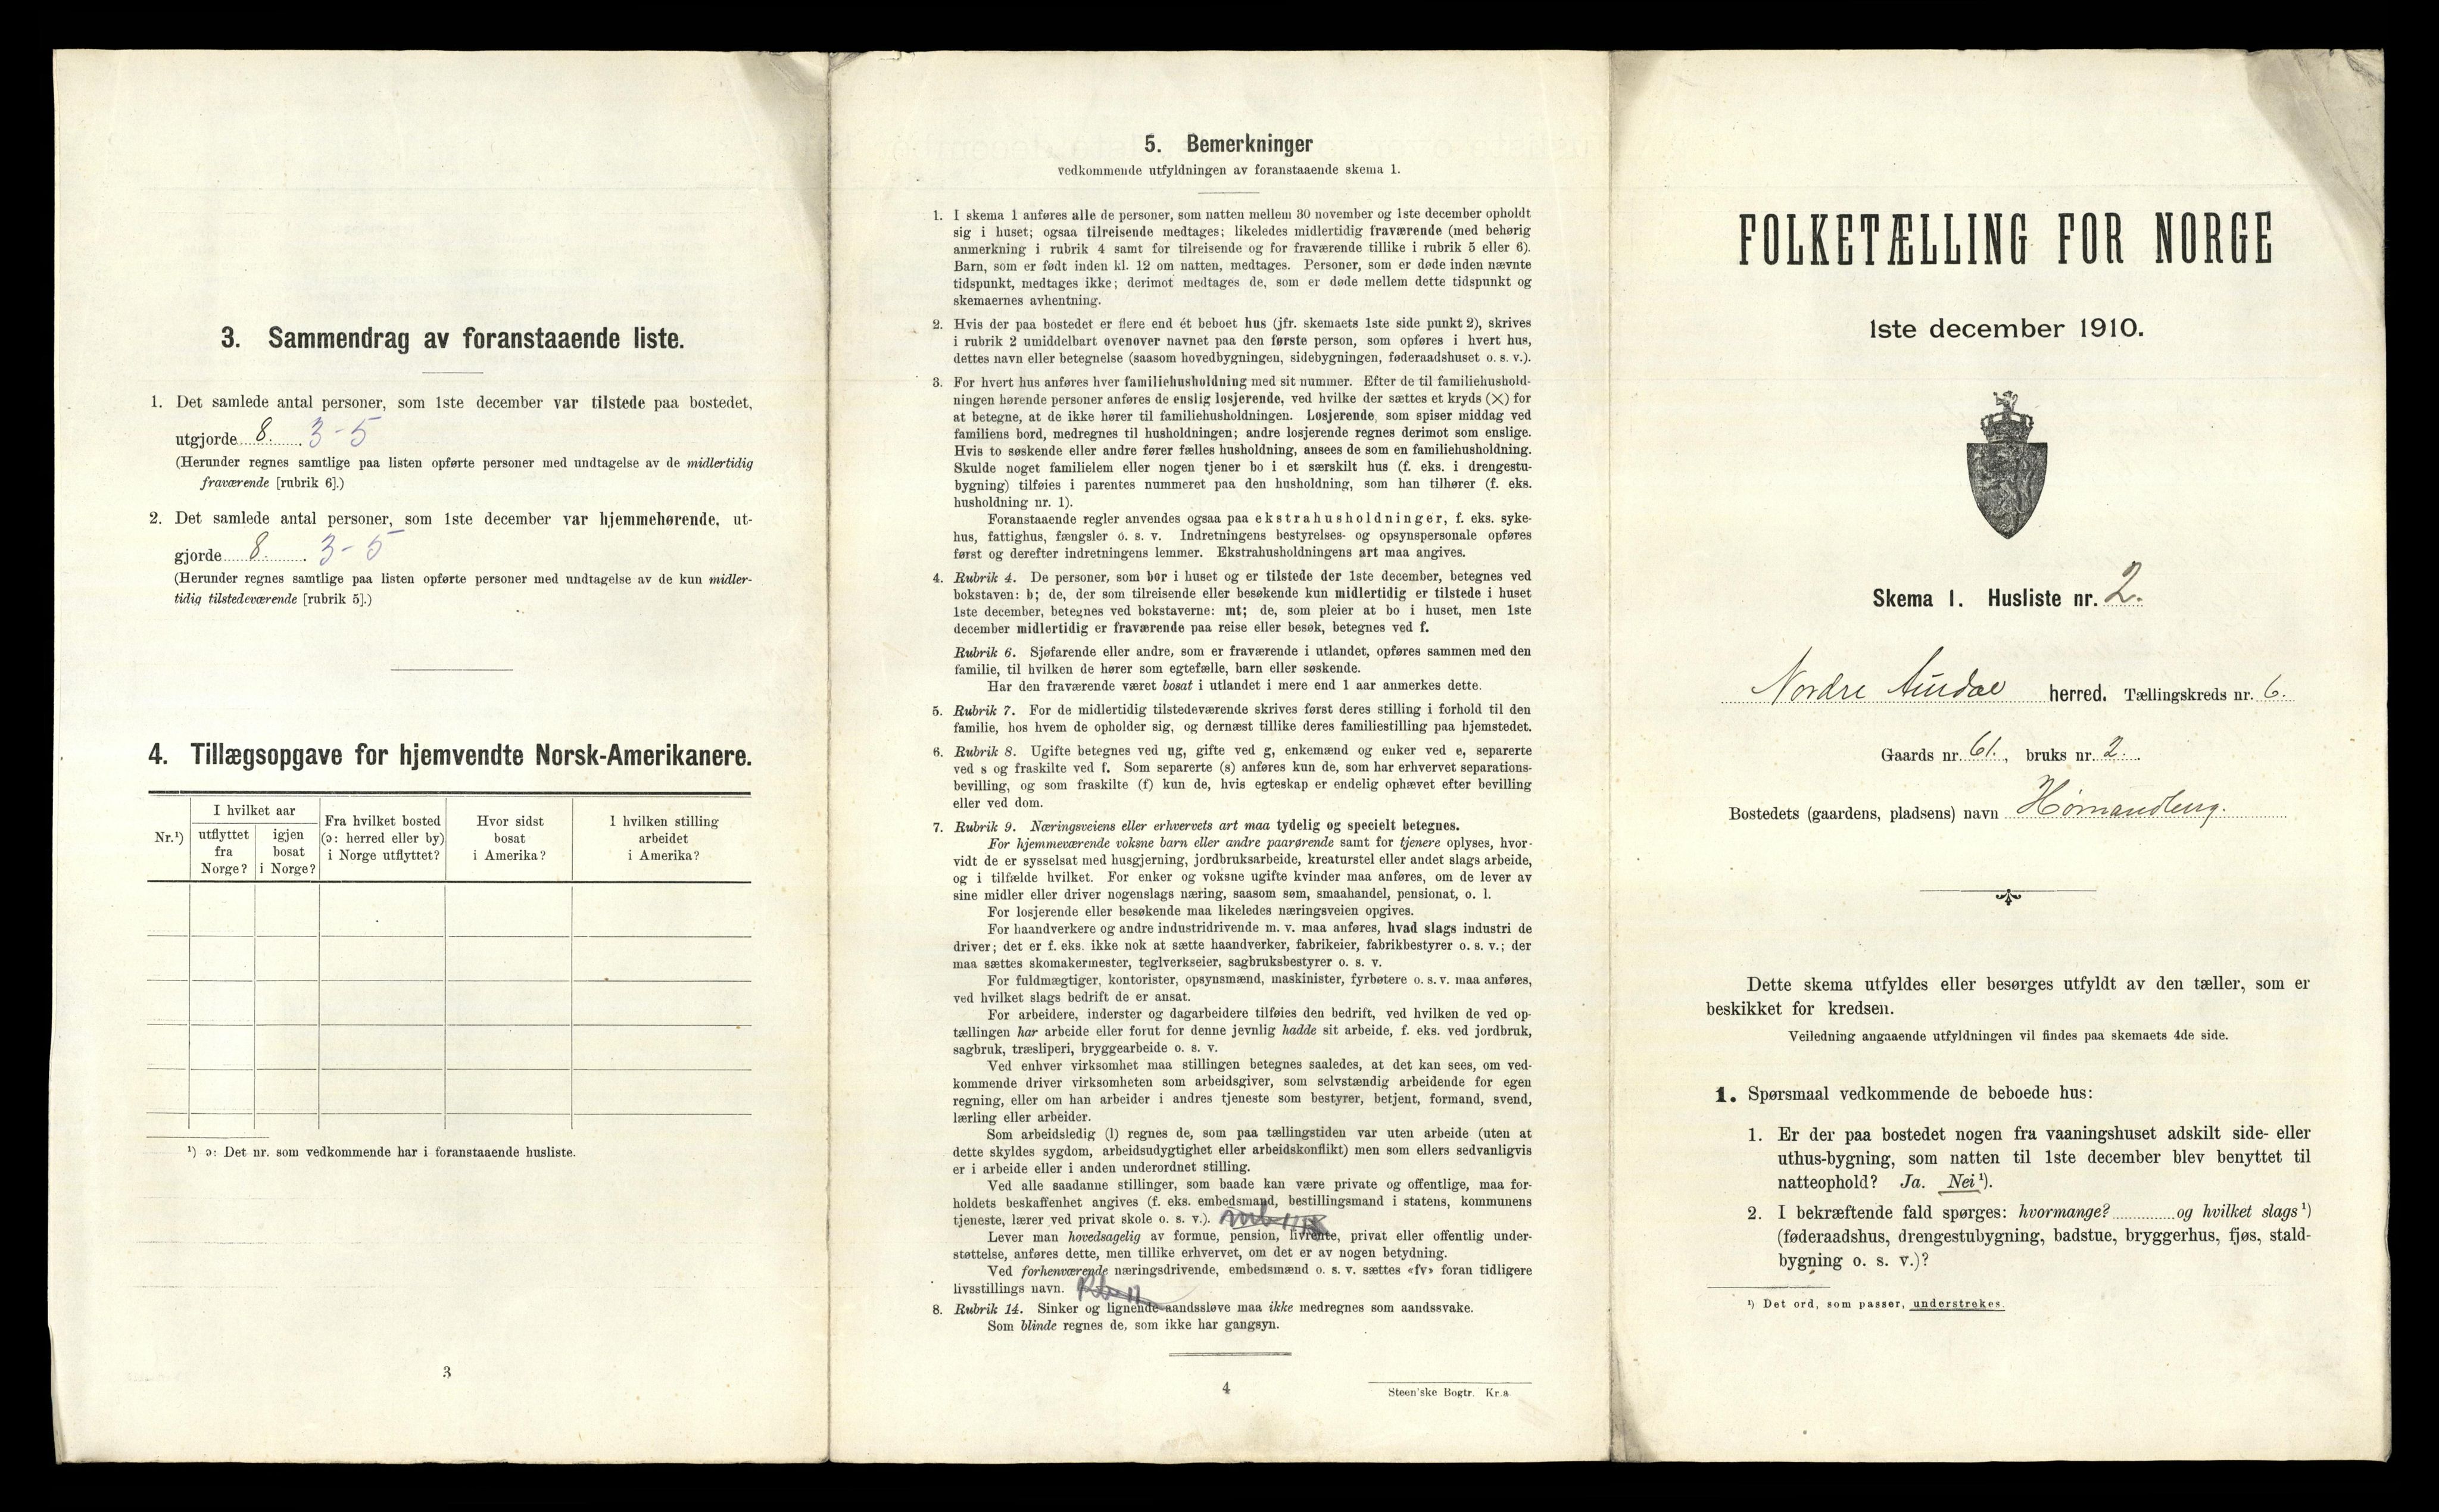 3. Sammendrag av foranstaaende liste.
1. Det samlede antal personer, som 1ste december var tilstede paa bostedet,
utgjorde 8. 3-5
(Herunder regnes samtlige paa listen opførte personer med undtagelse av de midlertidig
fraværende [rubrik 6].)
2. Det samlede antal personer, som 1ste december var hjemmehørende, ut-
gjorde 8. 3-5
(Herunder regnes samtlige paa listen opførte personer med undtagelse av de kun midler-
tidig tilstedeværende [rubrik 5].)
4. Tillægsopgave for hjemvendte Norsk-Amerikanere.
Nr.¹)
I hvilket aar
utflyttet
fra
Norge?
igjen
bosat
i Norge?
Fra hvilket bosted
(ɔ: herred eller by)
i Norge utflyttet?
Hvor sidst
bosat
i Amerika?
I hvilken stilling
arbeidet
i Amerika?
¹) ɔ: Det nr. som vedkommende har i foranstaaende husliste.
3
5. Bemerkninger
vedkommende utfyldningen av foranstaaende skema 1.
1. I skema 1 anføres alle de personer, som natten mellem 30 november og 1ste december opholdt
sig i huset; ogsaa tilreisende medtages; likeledes midlertidig fraværende (med behørig
anmerkning i rubrik 4 samt for tilreisende og for fraværende tillike i rubrik 5 eller 6).
Barn, som er født inden kl. 12 om natten, medtages. Personer, som er døde inden nævnte
tidspunkt, medtages ikke; derimot medtages de, som er døde mellem dette tidspunkt og
skemaernes avhentning.
2. Hvis der paa bostedet er flere end ét beboet hus (jfr. skemaets 1ste side punkt 2), skrives
i rubrik 2 umiddelbart ovenover navnet paa den første person, som opføres i hvert hus,
dettes navn eller betegnelse (saasom hovedbygningen, sidebygningen, føderaadshuset o. s. v.).
3. For hvert hus anføres hver familiehusholdning med sit nummer. Efter de til familiehushold-
ningen hørende personer anføres de enslig losjerende, ved hvilke der sættes et kryds (×) for
at betegne, at de ikke hører til familiehusholdningen. Losjerende, som spiser middag ved
familiens bord, medregnes til husholdningen; andre losjerende regnes derimot som enslige.
Hvis to søskende eller andre fører fælles husholdning, ansees de som en familiehusholdning.
Skulde noget familielem eller nogen tjener bo i et særskilt hus (f. eks. i drengestu-
bygning) tilføies i parentes nummeret paa den husholdning, som han tilhører (f. eks.
husholdning nr. 1).
Foranstaaende regler anvendes ogsaa paa ekstrahusholdninger, f. eks. syke-
hus, fattighus, fængsler o. s. v. Indretningens bestyrelses- og opsynspersonale opføres
først og derefter indretningens lemmer. Ekstrahusholdningens art maa angives.
4. Rubrik 4. De personer, som bor i huset og er tilstede der 1ste december, betegnes ved
bokstaven: b; de, der som tilreisende eller besøkende kun midlertidig er tilstede i huset
1ste december, betegnes ved bokstaverne: mt; de, som pleier at bo i huset, men 1ste
december midlertidig er fraværende paa reise eller besøk, betegnes ved f.
Rubrik 6. Sjøfarende eller andre, som er fraværende i utlandet, opføres sammen med den
familie, til hvilken de hører som egtefælle, barn eller søskende.
Har den fraværende været bosat i utlandet i mere end 1 aar anmerkes dette.
5. Rubrik 7. For de midlertidig tilstedeværende skrives først deres stilling i forhold til den
familie, hos hvem de opholder sig, og dernæst tillike deres familiestilling paa hjemstedet.
6. Rubrik 8. Ugifte betegnes ved ug, gifte ved g, enkemænd og enker ved e, separerte
ved s og fraskilte ved f. Som separerte (s) anføres kun de, som har erhvervet separations-
bevilling, og som fraskilte (f) kun de, hvis egteskap er endelig ophævet efter bevilling
eller ved dom.
7. Rubrik 9. Næringsveiens eller erhvervets art maa tydelig og specielt betegnes.
For hjemmeværende voksne barn eller andre paarørende samt for tjenere oplyses, hvor-
vidt de er sysselsat med husgjerning, jordbruksarbeide, kreaturstel eller andet slags arbeide,
og i tilfælde hvilket. For enker og voksne ugifte kvinder maa anføres, om de lever av
sine midler eller driver nogenslags næring, saasom søm, smaahandel, pensionat, o. l.
For losjerende eller besøkende maa likeledes næringsveien opgives.
For haandverkere og andre industridrivende m. v. maa anføres, hvad slags industri de
driver; det er f. eks. ikke nok at sætte haandverker, fabrikeier, fabrikbestyrer o. s. v.; der
maa sættes skomakermester, teglverkseier, sagbruksbestyrer o. s. v.
For fuldmægtiger, kontorister, opsynsmænd, maskinister, fyrbøtere o. s. v. maa anføres,
ved hvilket slags bedrift de er ansat.
For arbeidere, inderster og dagarbeidere tilføies den bedrift, ved hvilken de ved op-
tællingen har arbeide eller forut for denne jevnlig hadde sit arbeide, f. eks. ved jordbruk,
sagbruk, træsliperi, bryggearbeide o. s. v.
Ved enhver virksomhet maa stillingen betegnes saaledes, at det kan sees, om ved-
kommende driver virksomheten som arbeidsgiver, som selvstændig arbeidende for egen
regning, eller om han arbeider i andres tjeneste som bestyrer, betjent, formand, svend,
lærling eller arbeider.
Som arbeidsledig (l) regnes de, som paa tællingstiden var uten arbeide (uten at
dette skyldes sygdom, arbeidsudygtighet eller arbeidskonflikt) men som ellers sedvanligvis
er i arbeide eller i anden underordnet stilling.
Ved alle saadanne stillinger, som baade kan være private og offentlige, maa for-
holdets beskaffenhet angives (f. eks. embedsmand, bestillingsmand i statens, kommunens
tjeneste, lærer ved privat skole o. s. v.).
Lever man hovedsagelig av formue, pension, livrente, privat eller offentlig under-
støttelse, anføres dette, men tillike erhvervet, om det er av nogen betydning.
Ved forhenværende næringsdrivende, embedsmænd o. s. v. sættes «fv» foran tidligere
livsstillings navn.
8. Rubrik 14. Sinker og lignende aandssløve maa ikke medregnes som aandssvake.
Som blinde regnes de, som ikke har gangsyn.
4
Steen'ske Bogtr. Kr.a
FOLKETÆLLING FOR NORGE
1ste december 1910.
Skema 1. Husliste nr. 2.
Nordre Aurdal herred. Tællingskreds nr. 6.
Gaards nr. 61., bruks nr. 2.
Bostedets (gaardens, pladsens) navn Hømandberg.
Dette skema utfyldes eller besørges utfyldt av den tæller, som er
beskikket for kredsen.
Veiledning angaaende utfyldningen vil findes paa skemaets 4de side.
1. Spørsmaal vedkommende de beboede hus:
1. Er der paa bostedet nogen fra vaaningshuset adskilt side- eller
uthus-bygning, som natten til 1ste december blev benyttet til
natteophold? Ja. Nei ¹).
2. I bekræftende fald spørges: hvormange? og hvilket slags ¹)
(føderaadshus, drengestubygning, badstue, bryggerhus, fjøs, stald-
bygning o. s. v.)?
¹) Det ord, som passer, understrekes.